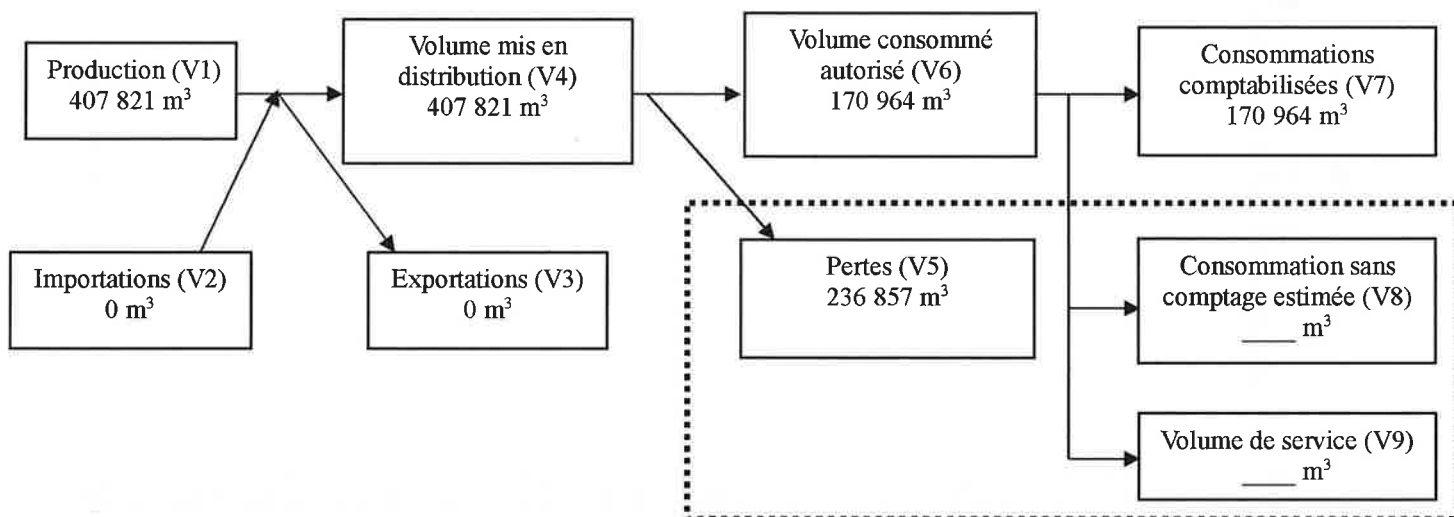 Production (V1)
407 821 m³
Volume mis en
distribution (V4)
407 821 m³
Volume consommé
autorisé (V6)
170 964 m³
Consommations
comptabilisées (V7)
170 964 m³
Importations (V2)
0 m³
Exportations (V3)
0 m³
Pertes (V5)
236 857 m³
Consommation sans
comptage estimée (V8)
____ m³
Volume de service (V9)
____ m³